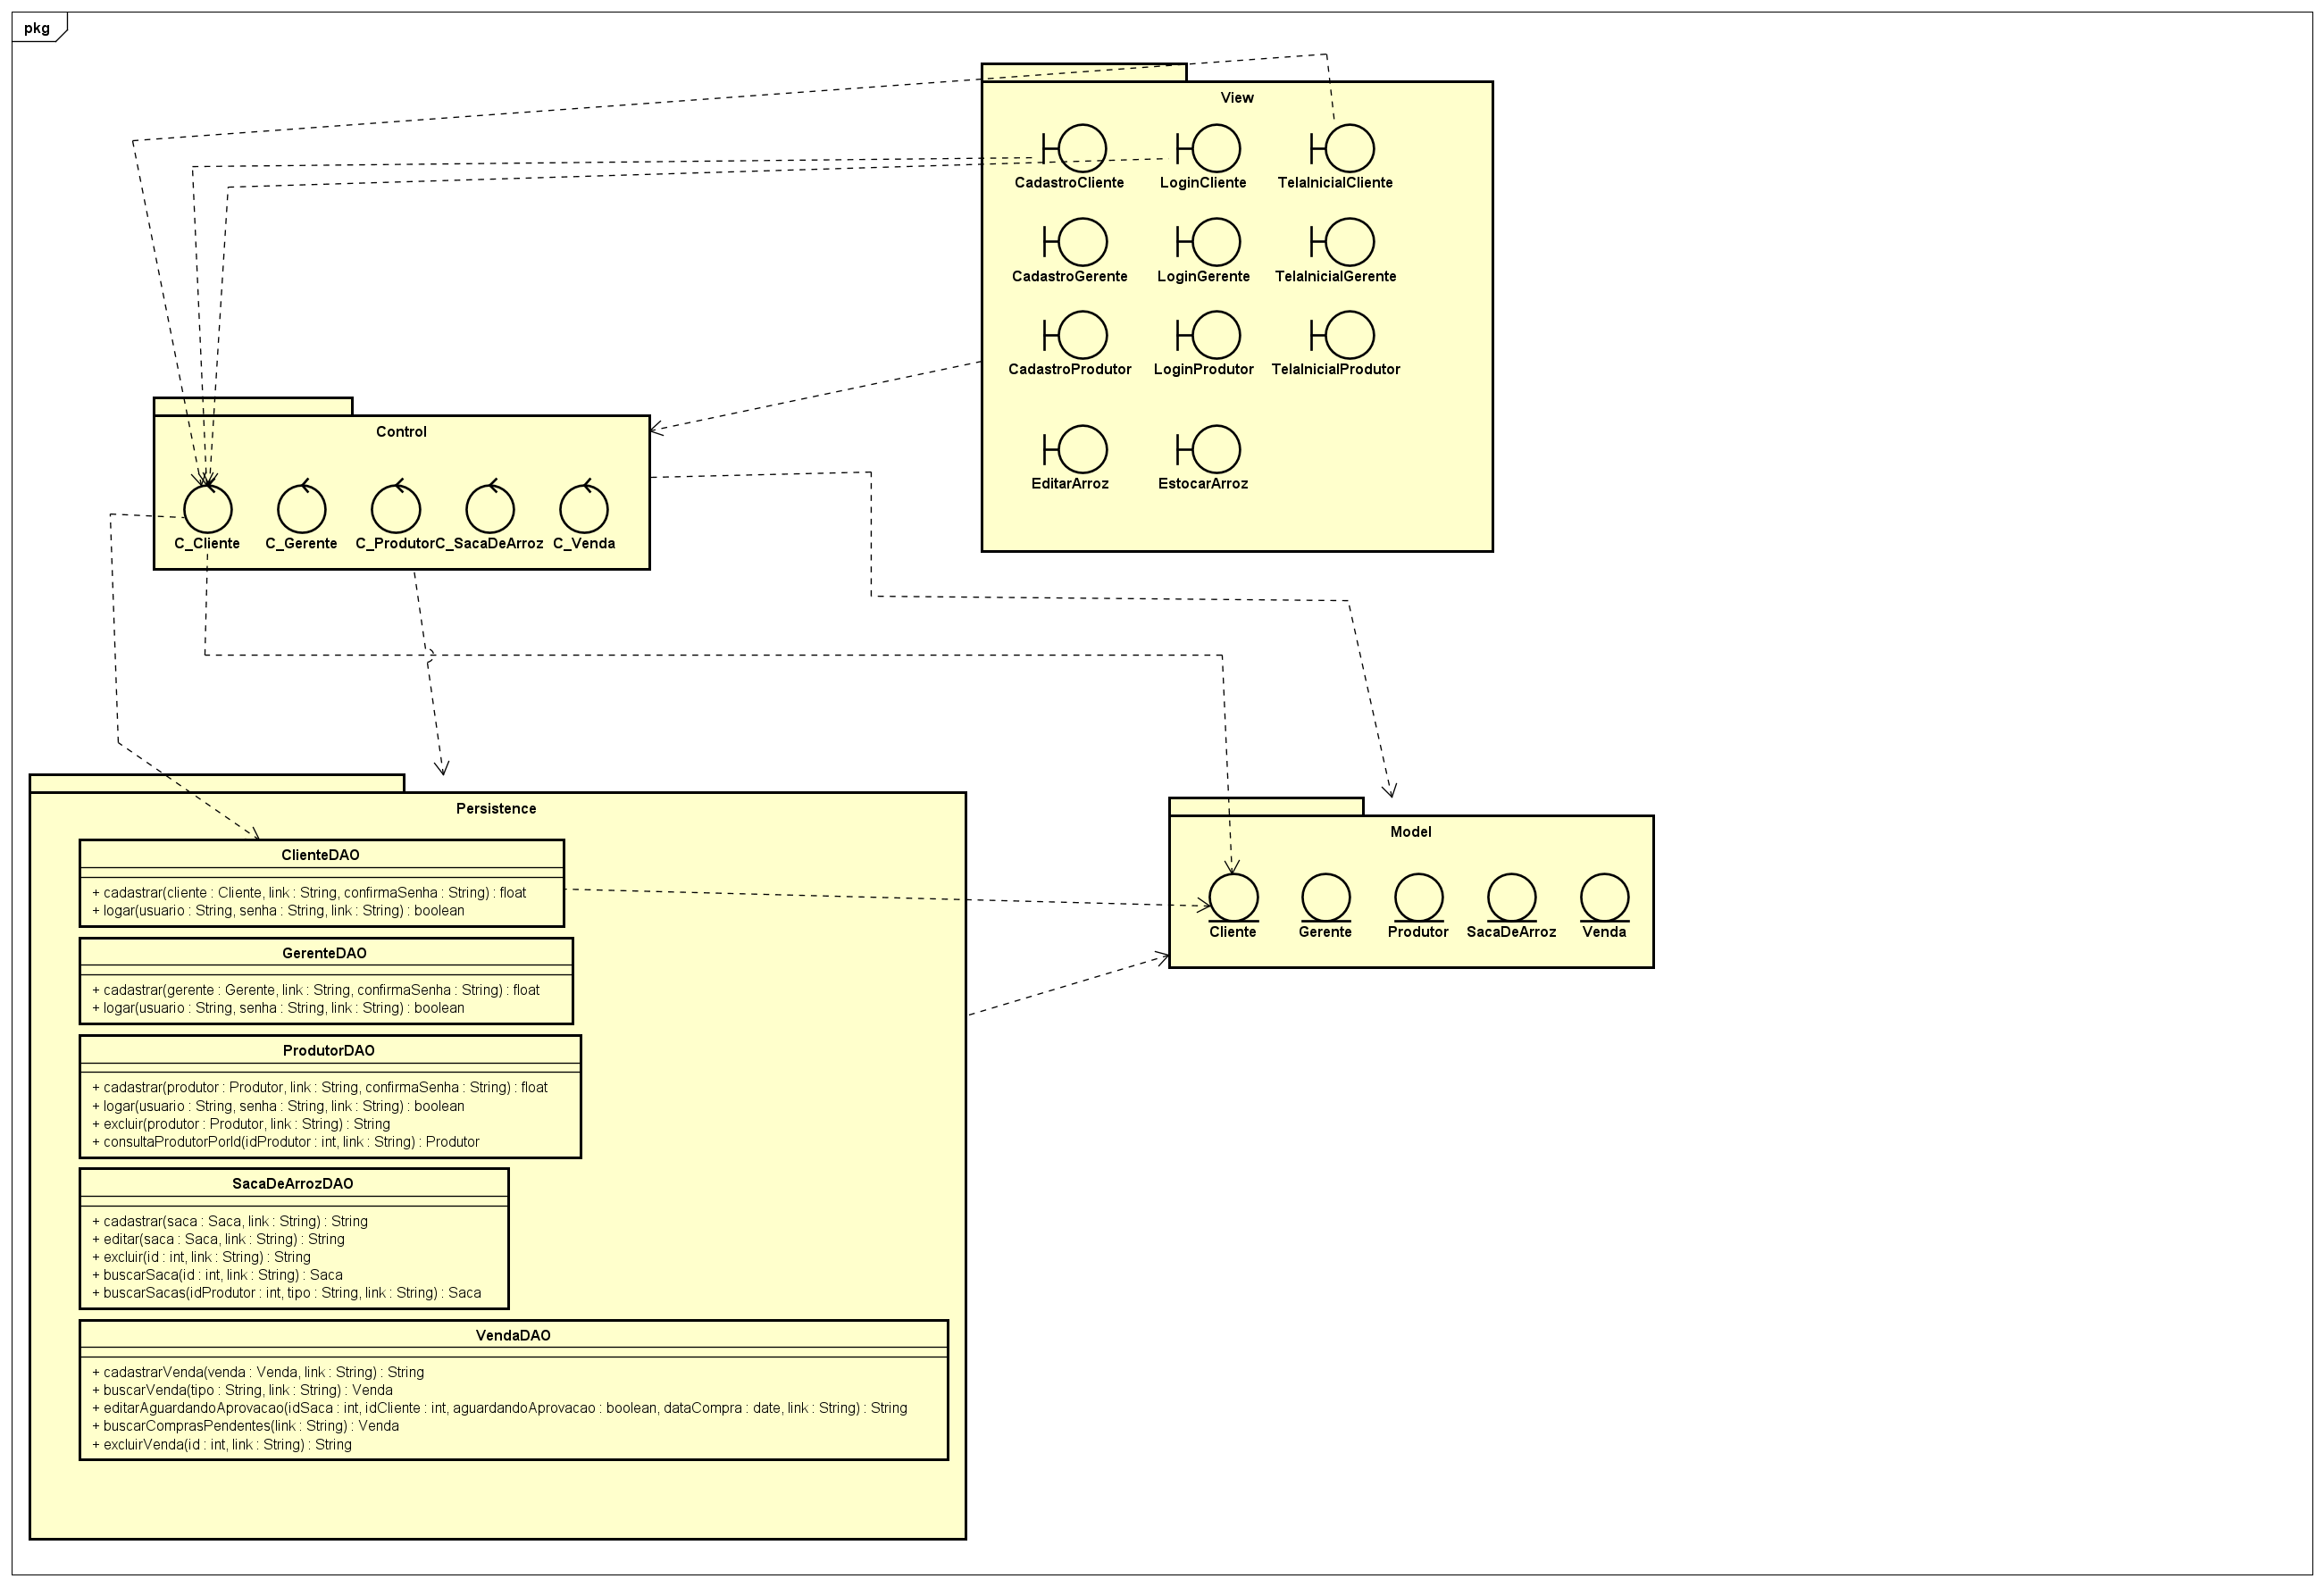 pkg
View
CadastroCliente
LoginCliente
TelaInicialCliente
CadastroGerente
LoginGerente
TelaInicialGerente
CadastroProdutor
LoginProdutor
TelaInicialProdutor
EditarArroz
EstocarArroz
Control
C_Cliente
C_Gerente
C_Produtor
C_SacaDeArroz
C_Venda
Persistence
ClienteDAO
+ cadastrar(cliente : Cliente, link : String, confirmaSenha : String) : float
+ logar(usuario : String, senha : String, link : String) : boolean
GerenteDAO
+ cadastrar(gerente : Gerente, link : String, confirmaSenha : String) : float
+ logar(usuario : String, senha : String, link : String) : boolean
ProdutorDAO
+ cadastrar(produtor : Produtor, link : String, confirmaSenha : String) : float
+ logar(usuario : String, senha : String, link : String) : boolean
+ excluir(produtor : Produtor, link : String) : String
+ consultaProdutorPorId(idProdutor : int, link : String) : Produtor
SacaDeArrozDAO
+ cadastrar(saca : Saca, link : String) : String
+ editar(saca : Saca, link : String) : String
+ excluir(id : int, link : String) : String
+ buscarSaca(id : int, link : String) : Saca
+ buscarSacas(idProdutor : int, tipo : String, link : String) : Saca
VendaDAO
+ cadastrarVenda(venda : Venda, link : String) : String
+ buscarVenda(tipo : String, link : String) : Venda
+ editarAguardandoAprovacao(idSaca : int, idCliente : int, aguardandoAprovacao : boolean, dataCompra : date, link : String) : String
+ buscarComprasPendentes(link : String) : Venda
+ excluirVenda(id : int, link : String) : String
Model
Cliente
Gerente
Produtor
SacaDeArroz
Venda